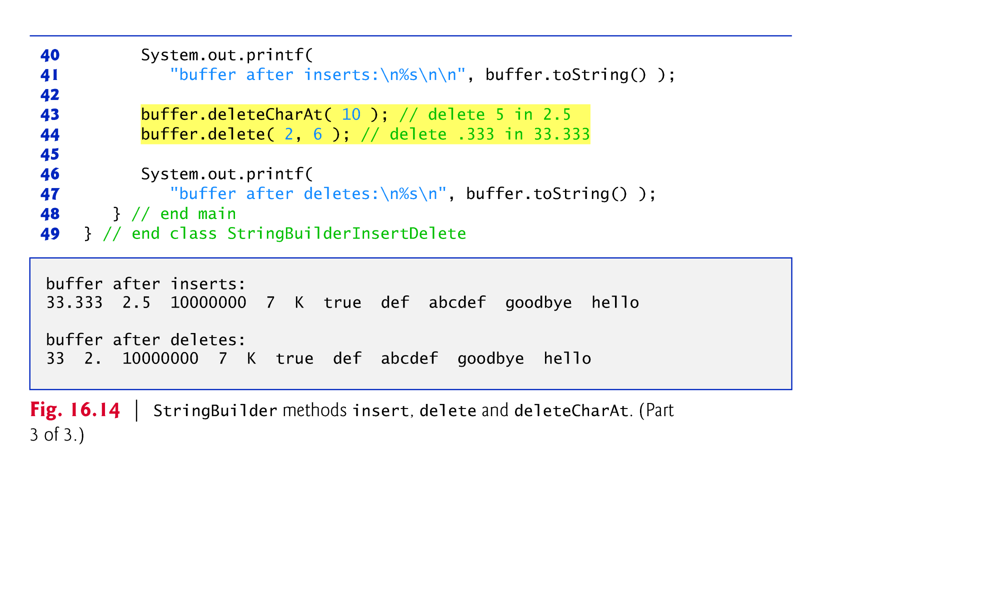 40 System.out.printf(
41 "buffer after inserts:\n%s\n\n", buffer.toString() );
42
43 buffer.deleteCharAt( 10 ); // delete 5 in 2.5
44 buffer.delete( 2, 6 ); // delete .333 in 33.333
45
46 System.out.printf(
47 "buffer after deletes:\n%s\n", buffer.toString() );
48 } // end main
49 } // end class StringBuilderInsertDelete
buffer after inserts:
33.333  2.5  10000000  7  K  true  def  abcdef  goodbye  hello
buffer after deletes:
33  2.  10000000  7  K  true  def  abcdef  goodbye  hello
Fig. 16.14 | StringBuilder methods insert, delete and deleteCharAt. (Part
3 of 3.)